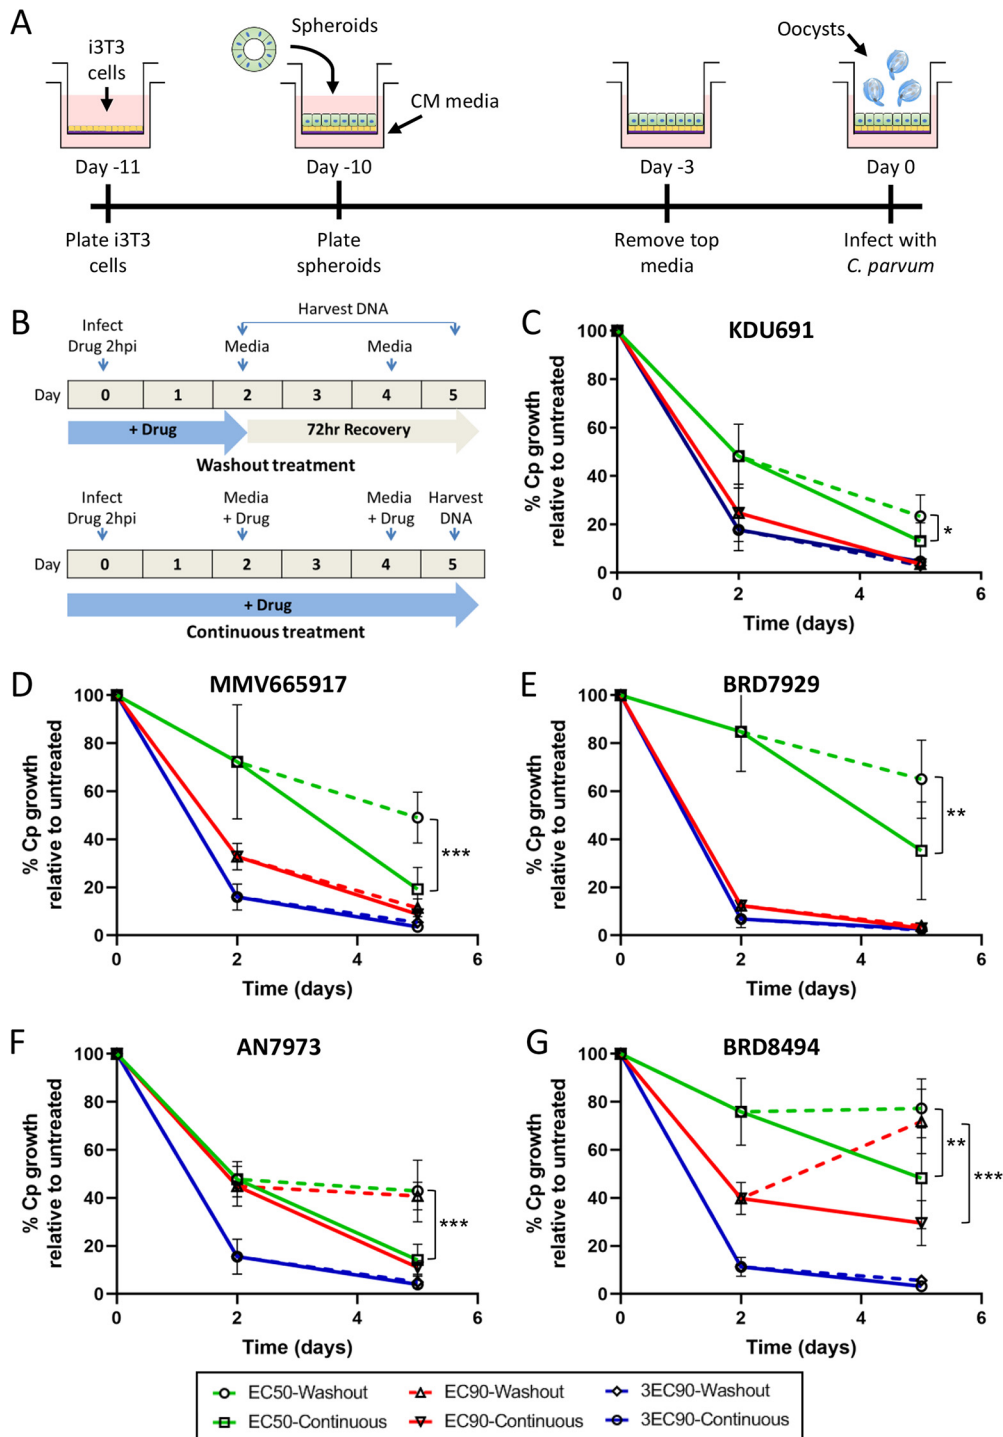 A
i3T3
cells
Spheroids
CM media
Oocysts
Day -11
Day -10
Day -3
Day 0
Plate i3T3
cells
Plate
spheroids
Remove top
media
Infect with
C. parvum
B
Harvest DNA
Infect
Drug 2hpi
Media
Media
Day
0
1
2
3
4
5
+ Drug
72hr Recovery
Washout treatment
Infect
Drug 2hpi
Media
+ Drug
Media
+ Drug
Harvest
DNA
Day
0
1
2
3
4
5
+ Drug
Continuous treatment
C
KDU691
% Cp growth
relative to untreated
100
80
60
40
20
0
*
0
2
4
6
Time (days)
D
MMV665917
% Cp growth
relative to untreated
100
80
60
40
20
0
***
0
2
4
6
Time (days)
E
BRD7929
% Cp growth
relative to untreated
100
80
60
40
20
0
**
0
2
4
6
Time (days)
F
AN7973
% Cp growth
relative to untreated
100
80
60
40
20
0
***
0
2
4
6
Time (days)
G
BRD8494
% Cp growth
relative to untreated
100
80
60
40
20
0
**
***
0
2
4
6
Time (days)
EC50-Washout
EC90-Washout
3EC90-Washout
EC50-Continuous
EC90-Continuous
3EC90-Continuous